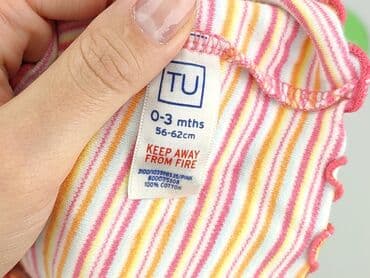 TU
0-3 mths
56-62cm
KEEP AWAY
FROM FIRE
100% COTTON